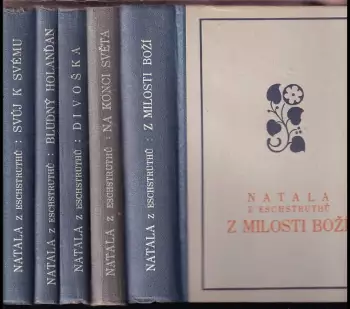 NATALA z ESCHSTRUTHŮ : SVŮJ K SVÉMU
NATALA z ESCHSTRUTHŮ : BLUDNÝ HOLANĎAN
NATALA z ESCHSTRUTHŮ : DIVOŠKA
NATALA z ESCHSTRUTHŮ : NA KONCI SVĚTA
NATALA z ESCHSTRUTHŮ : Z MILOSTI BOŽÍ
NATALA
Z ESCHSTRUTHŮ
Z MILOSTI BOŽÍ